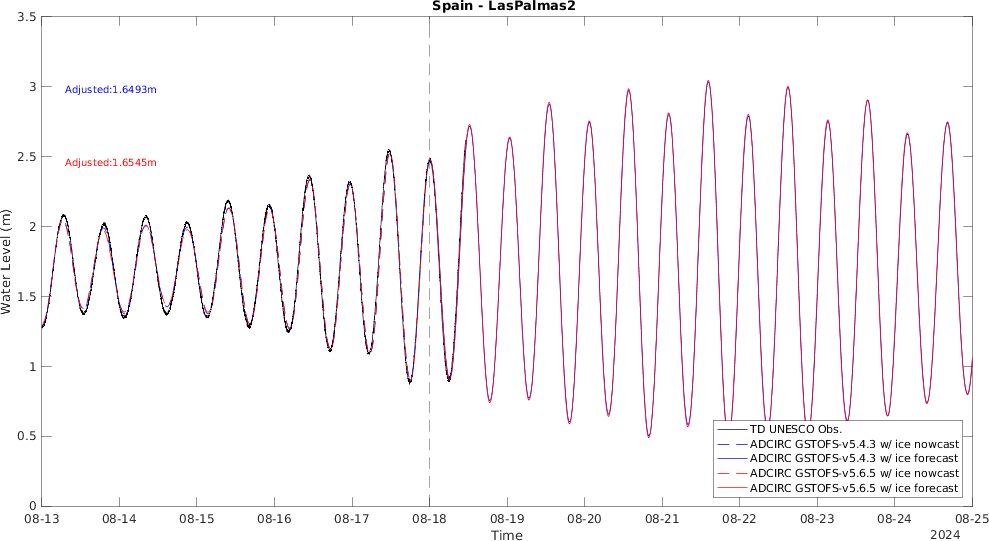 Spain - LasPalmas2
3.5
3
2.5
2
1.5
1
0.5
0
Water Level (m)
Adjusted:1.6493m
Adjusted:1.6545m
TD UNESCO Obs.
ADCIRC GSTOFS-v5.4.3 w/ ice nowcast
ADCIRC GSTOFS-v5.4.3 w/ ice forecast
ADCIRC GSTOFS-v5.6.5 w/ ice nowcast
ADCIRC GSTOFS-v5.6.5 w/ ice forecast
08-13 08-14 08-15 08-16 08-17 08-18 08-19 08-20 08-21 08-22 08-23 08-24 08-25
Time
2024